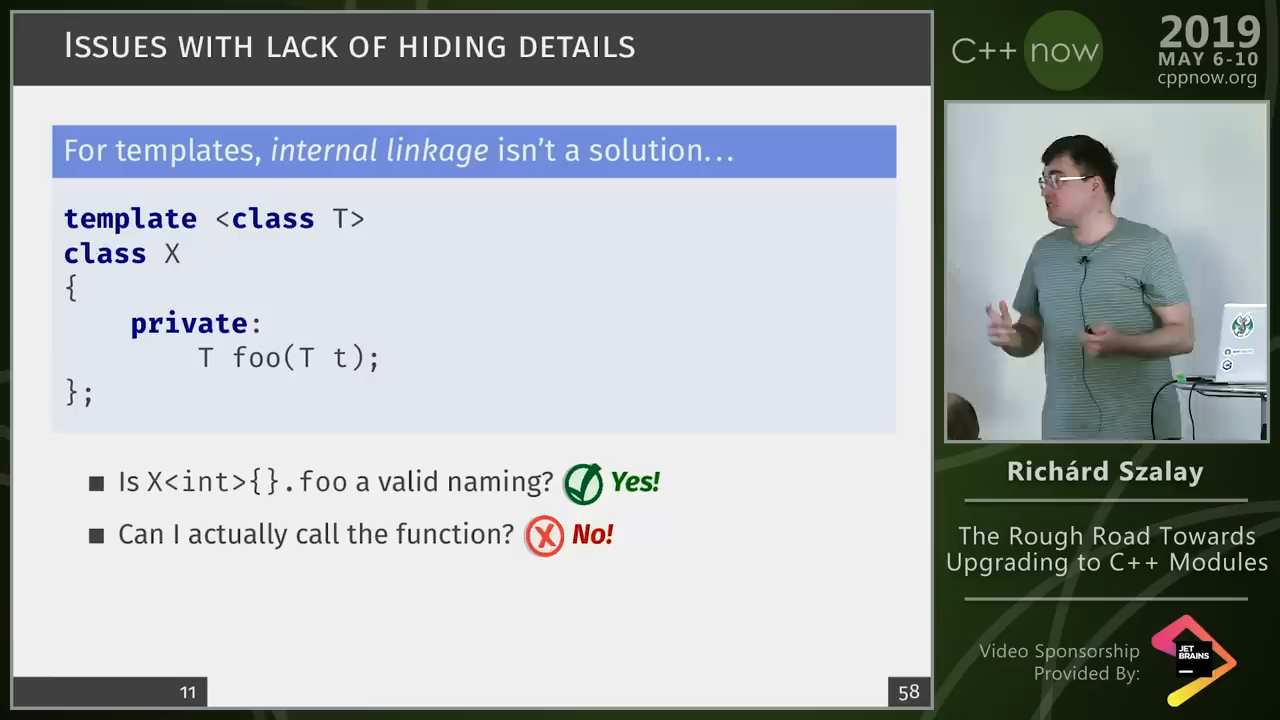 ISSUES WITH LACK OF HIDING DETAILS
For templates, internal linkage isn't a solution...
template <class T>
class X
{
private:
T foo(T t);
};
■ Is X<int>{}.foo a valid naming? Yes!
■ Can I actually call the function? X No!
11
58
C++ now
2019
MAY 6-10
cppnow.org
Richárd Szalay
The Rough Road Towards
Upgrading to C++ Modules
Video Sponsorship
Provided By:
JET
BRAINS